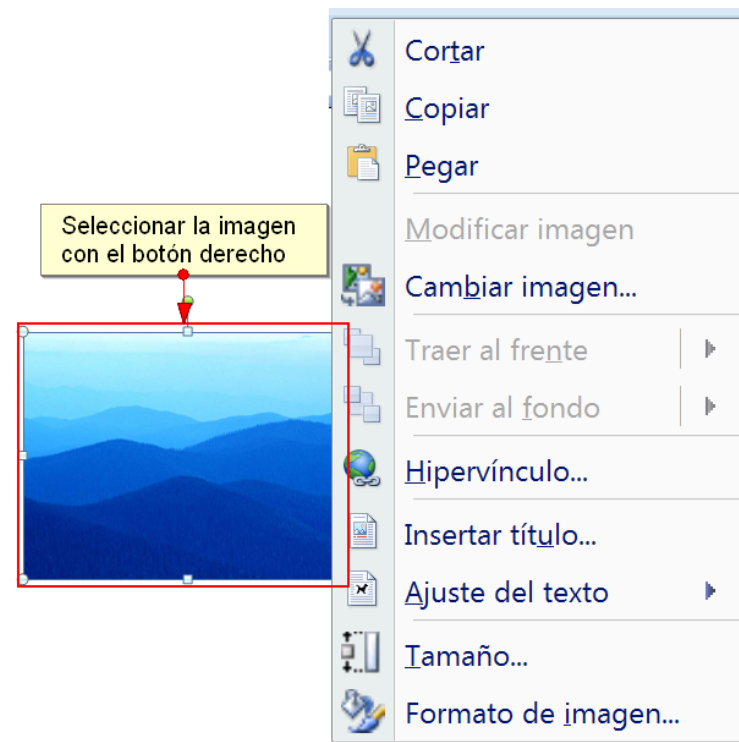 Seleccionar la imagen
con el botón derecho
Cortar
Copiar
Pegar
Modificar imagen
Cambiar imagen...
Traer al frente
Enviar al fondo
Hipervínculo...
Insertar título...
Ajuste del texto
Tamaño...
Formato de imagen...